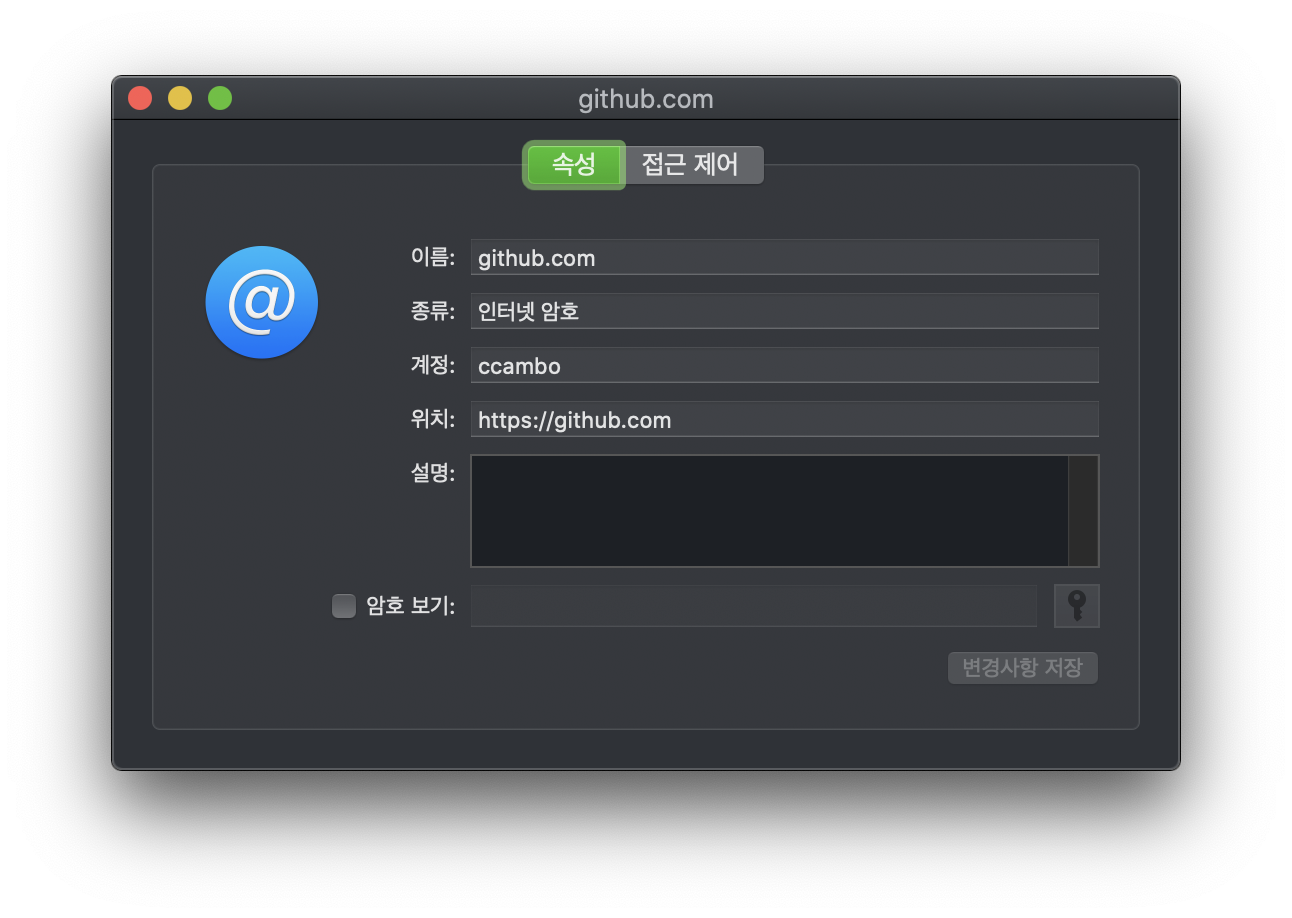 github.com
속성 접근 제어
@
이름: github.com
종류: 인터넷 암호
계정: ccambo
위치: https://github.com
설명:
암호 보기:
변경사항 저장